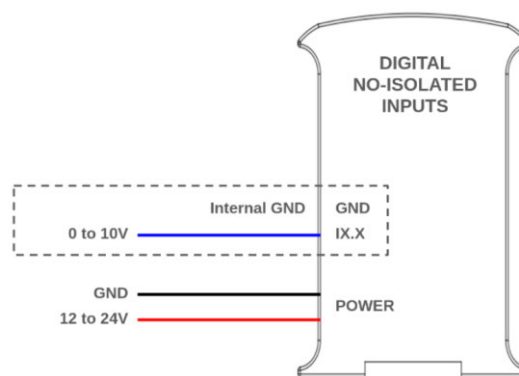 DIGITAL
NO-ISOLATED
INPUTS
Internal GND GND
0 to 10V IX.X
GND
POWER
12 to 24V